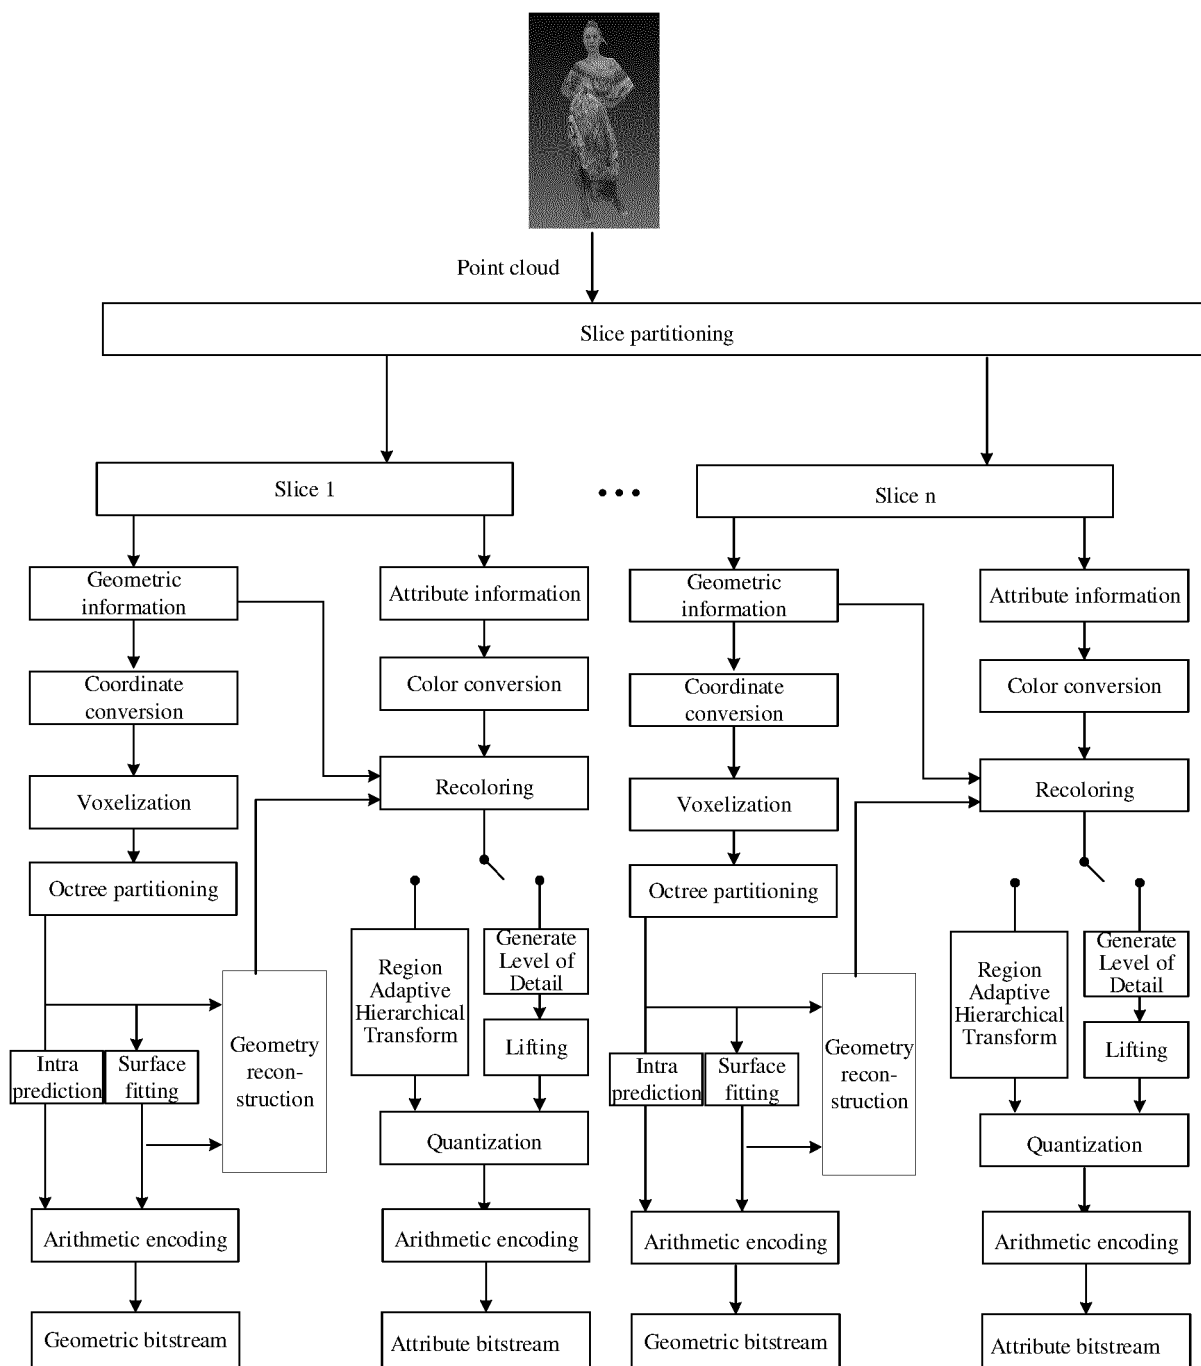 Point cloud
Slice partitioning
Slice 1
Slice n
Geometric
information
Attribute information
Coordinate
conversion
Color conversion
Voxelization
Recoloring
Octree partitioning
Region
Adaptive
Hierarchical
Transform
Generate
Level of
Detail
Lifting
Intra
prediction
Surface
fitting
Geometry
recon-
struction
Quantization
Arithmetic encoding
Arithmetic encoding
Geometric bitstream
Attribute bitstream
Geometric
information
Attribute information
Coordinate
conversion
Color conversion
Voxelization
Recoloring
Octree partitioning
Region
Adaptive
Hierarchical
Transform
Generate
Level of
Detail
Lifting
Intra
prediction
Surface
fitting
Geometry
recon-
struction
Quantization
Arithmetic encoding
Arithmetic encoding
Geometric bitstream
Attribute bitstream